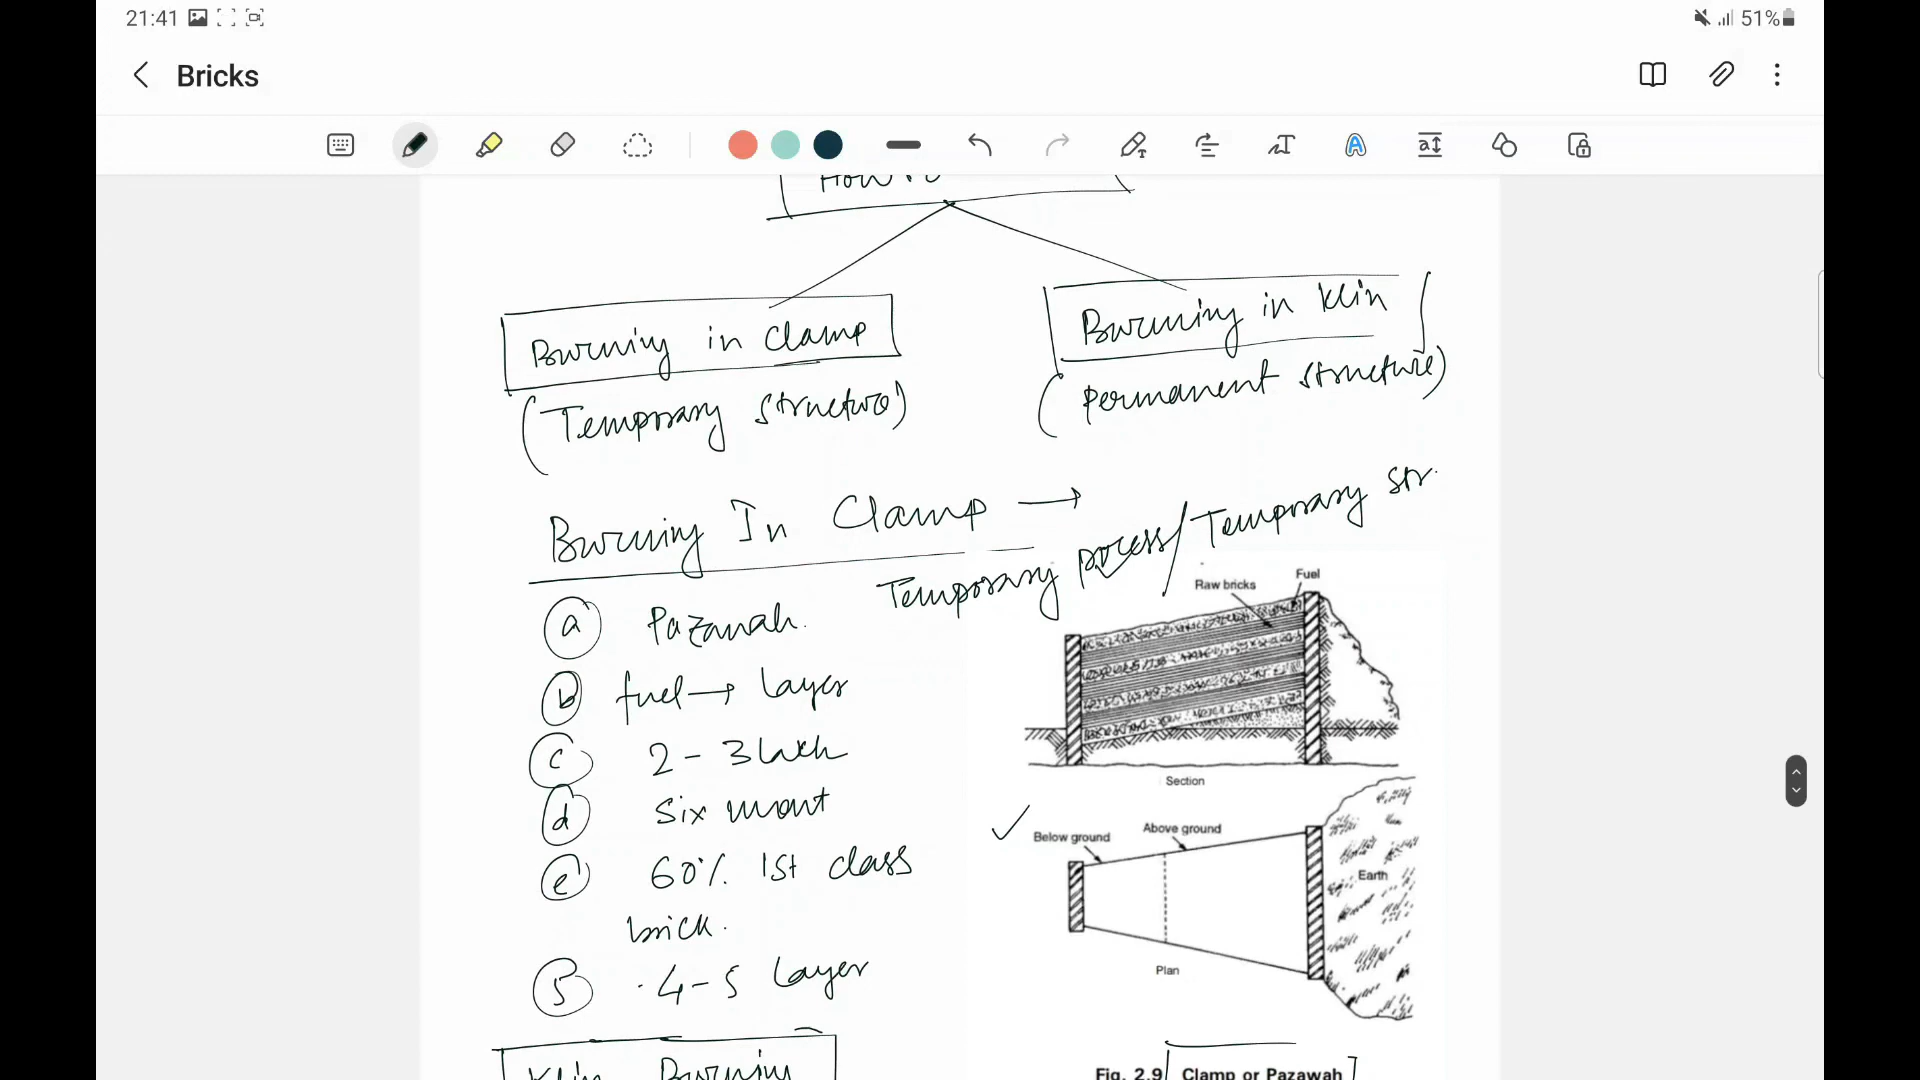 21:41
51%
Bricks
Burning in Clamp
Burning in Klin
(Temporary Structure)
(Permanent structure)
Burning In Clamp →
Temporary process / Temporary str.
a Pazawah.
b fuel → layer
c 2 - 3 lakh
d Six mont
e 60% 1st class
brick.
5 4-5 layer
Raw bricks
Fuel
Section
Below ground
Above ground
Earth
Plan
Klin Burning
Fig. 2.9 Clamp or Pazawah